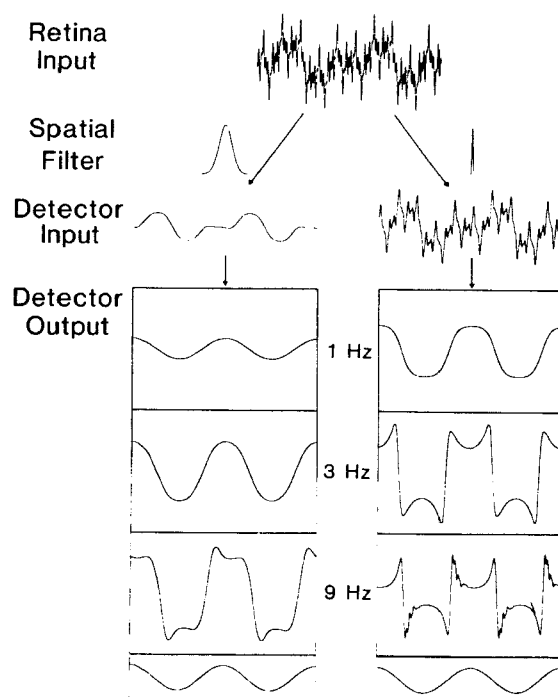 Retina
Input
Spatial
Filter
Detector
Input
Detector
Output
1 Hz
3 Hz
9 Hz